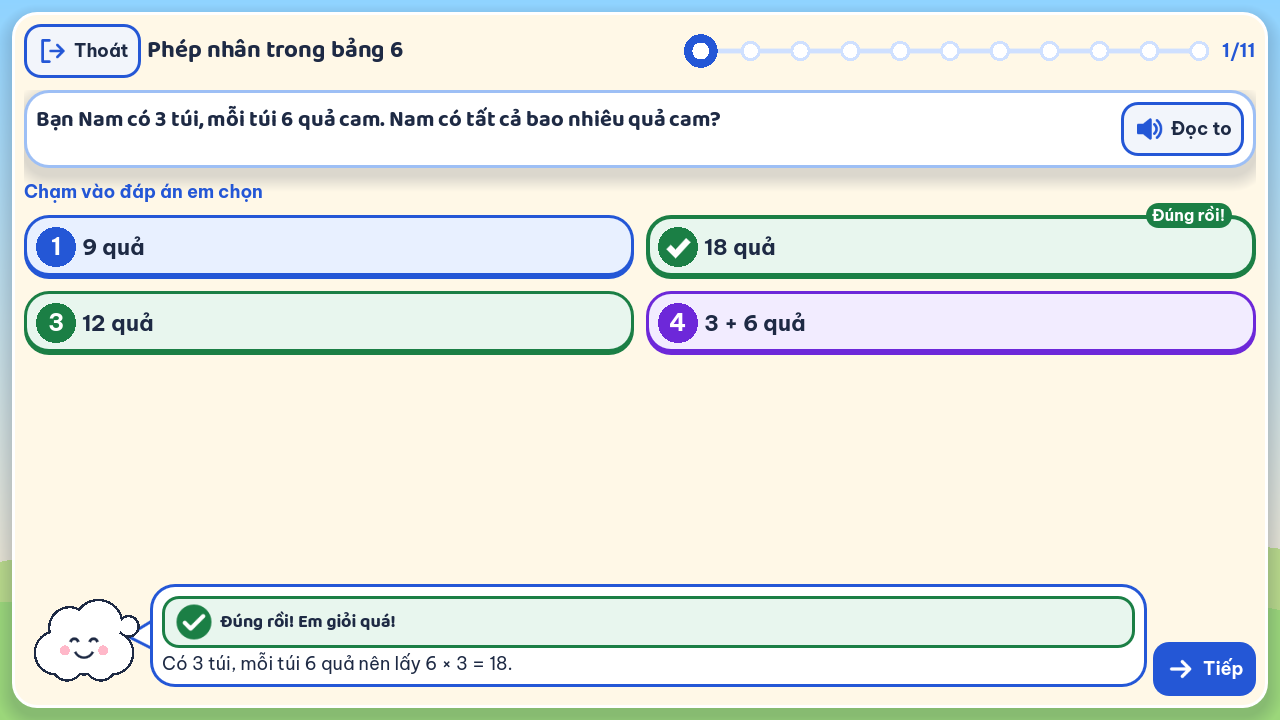 Thoát
Phép nhân trong bảng 6
1/11
Bạn Nam có 3 túi, mỗi túi 6 quả cam. Nam có tất cả bao nhiêu quả cam?
Đọc to
Chạm vào đáp án em chọn
1 9 quả
Đúng rồi!
18 quả
3 12 quả
4 3 + 6 quả
Đúng rồi! Em giỏi quá!
Có 3 túi, mỗi túi 6 quả nên lấy 6 × 3 = 18.
Tiếp